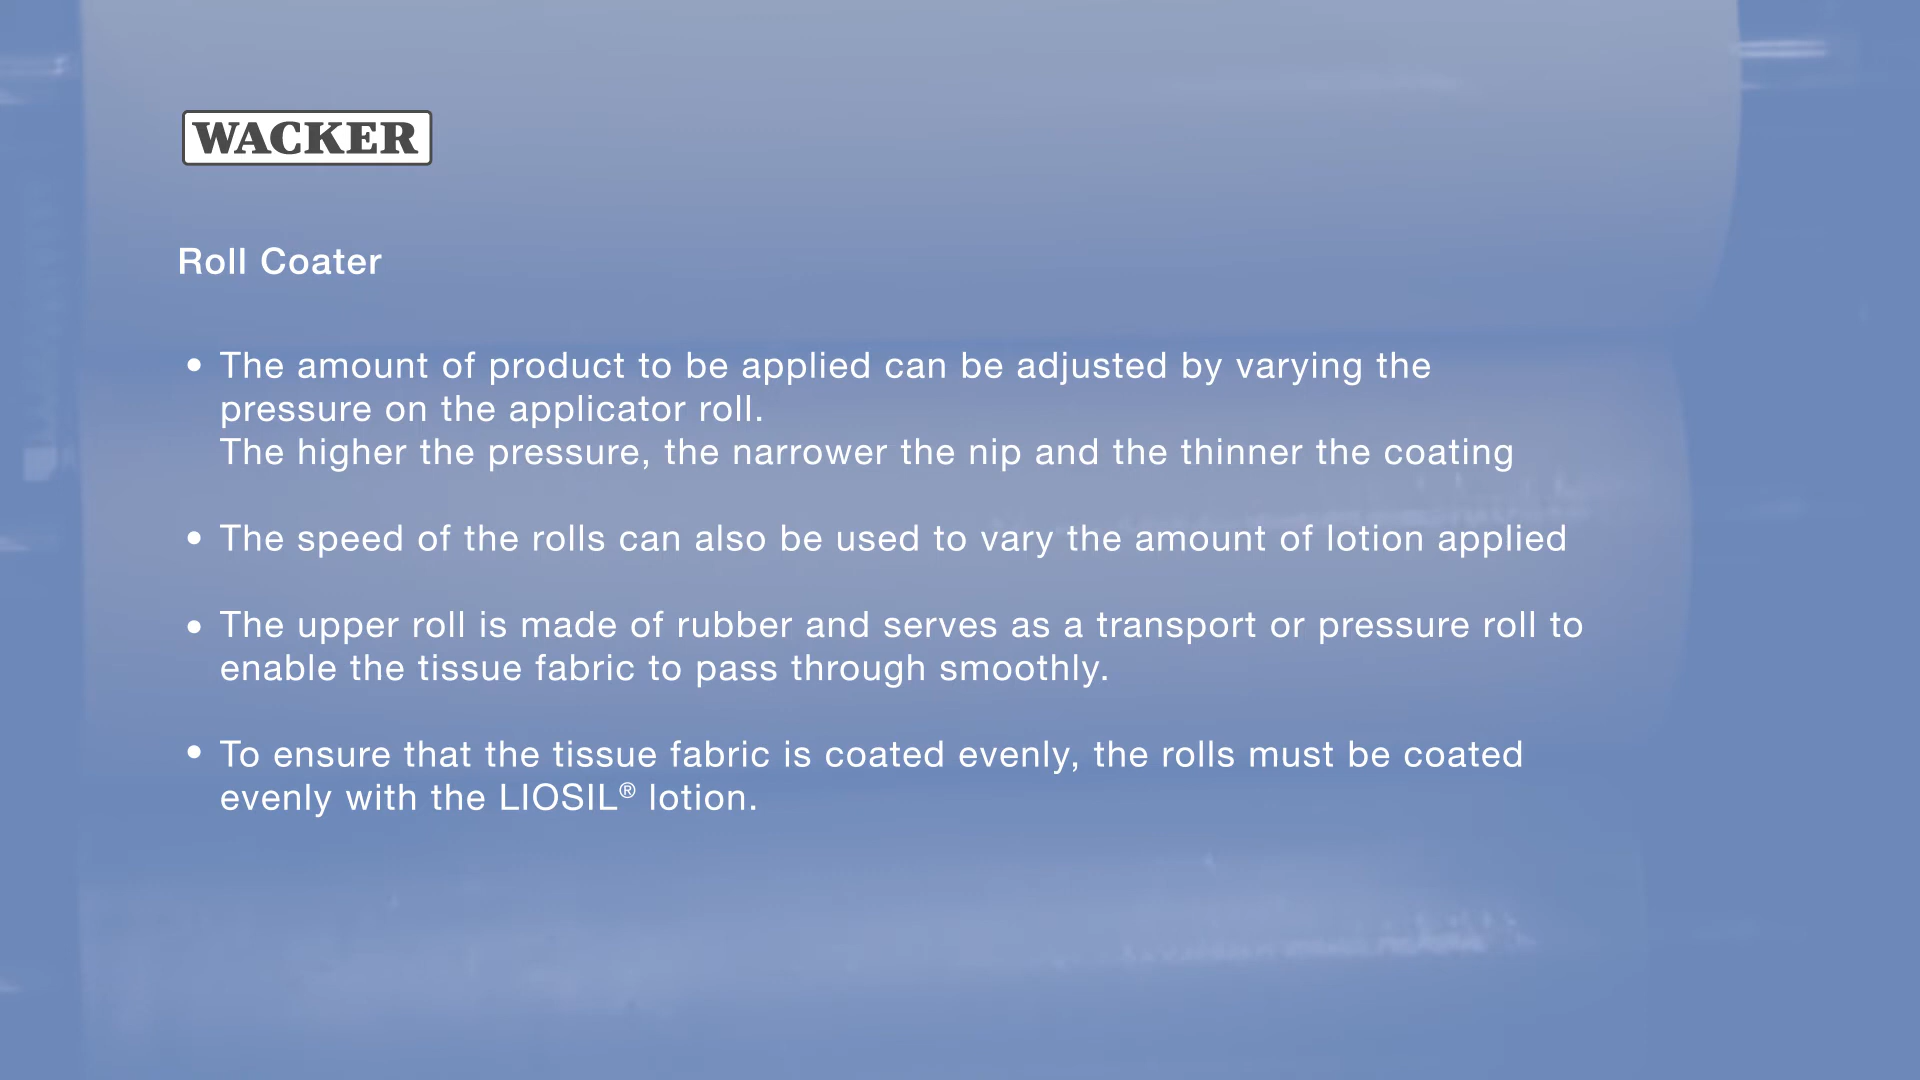 WACKER
Roll Coater
• The amount of product to be applied can be adjusted by varying the
pressure on the applicator roll.
The higher the pressure, the narrower the nip and the thinner the coating
• The speed of the rolls can also be used to vary the amount of lotion applied
• The upper roll is made of rubber and serves as a transport or pressure roll to
enable the tissue fabric to pass through smoothly.
• To ensure that the tissue fabric is coated evenly, the rolls must be coated
evenly with the LIOSIL® lotion.